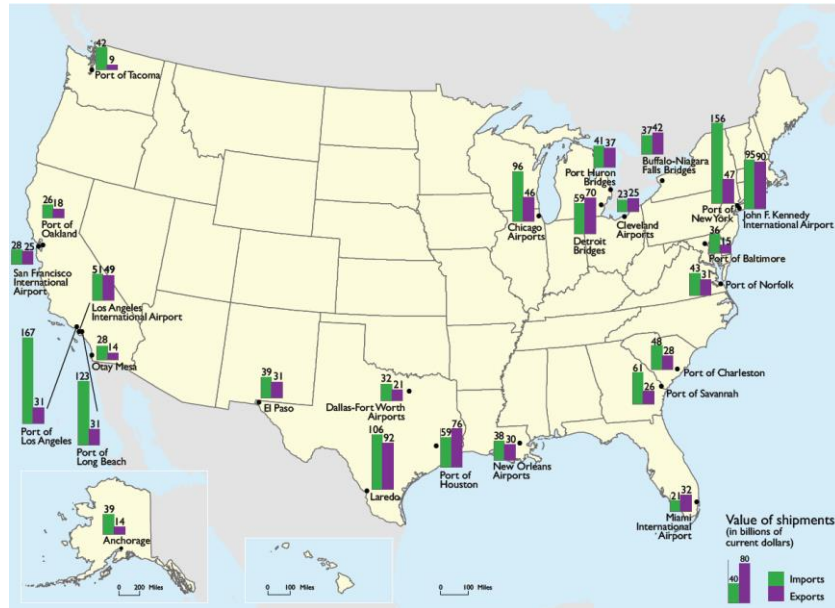 42
9
Port of Tacoma
26
18
Port of
Oakland
28
25
San Francisco
International
Airport
51
49
Los Angeles
International Airport
28
14
Otay Mesa
167
31
Port of
Los Angeles
123
31
Port of
Long Beach
39
31
El Paso
32
21
Dallas-Fort Worth
Airports
106
92
Laredo
59
76
Port of
Houston
38
30
New Orleans
Airports
96
46
Chicago
Airports
41
37
Port Huron
Bridges
59
70
Detroit
Bridges
23
25
Cleveland
Airports
37
42
Buffalo-Niagara
Falls Bridges
156
47
Port of
New York
95
90
John F. Kennedy
International Airport
36
15
Port of Baltimore
43
31
Port of Norfolk
48
28
Port of Charleston
61
26
Port of Savannah
21
32
Miami
International
Airport
39
14
Anchorage
0 200 Miles
0 100 Miles
0 100 Miles
Value of shipments
(in billions of
current dollars)
80
40
Imports
Exports